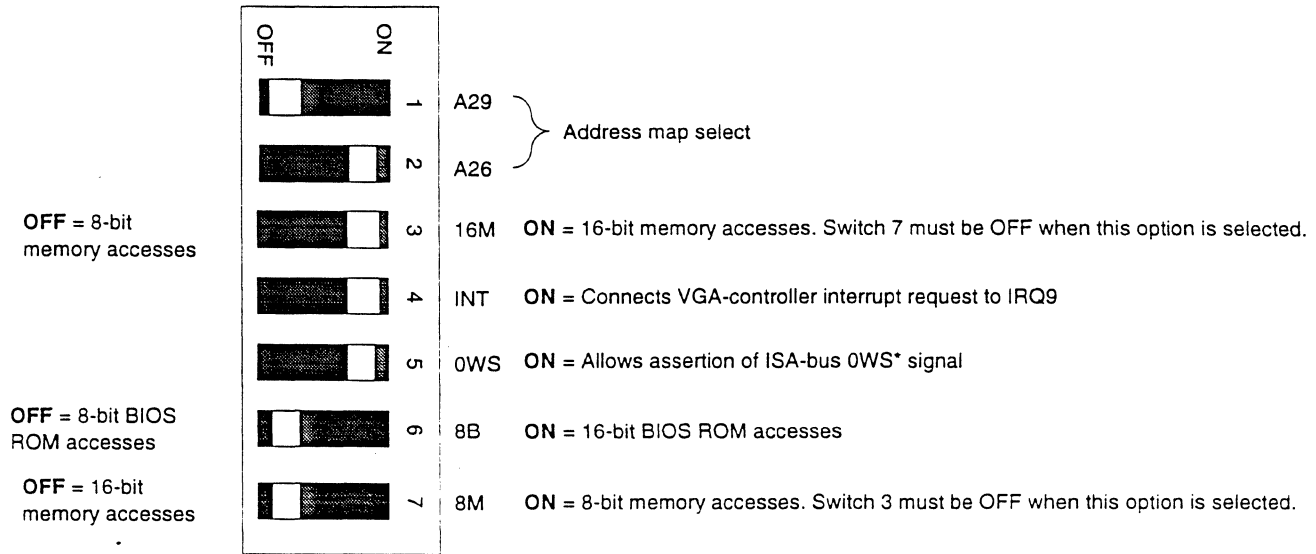 OFF ON
1 A29
Address map select
2 A26
OFF = 8-bit
memory accesses
3 16M ON = 16-bit memory accesses. Switch 7 must be OFF when this option is selected.
4 INT ON = Connects VGA-controller interrupt request to IRQ9
5 0WS ON = Allows assertion of ISA-bus 0WS* signal
OFF = 8-bit BIOS
ROM accesses
6 8B ON = 16-bit BIOS ROM accesses
OFF = 16-bit
memory accesses
7 8M ON = 8-bit memory accesses. Switch 3 must be OFF when this option is selected.